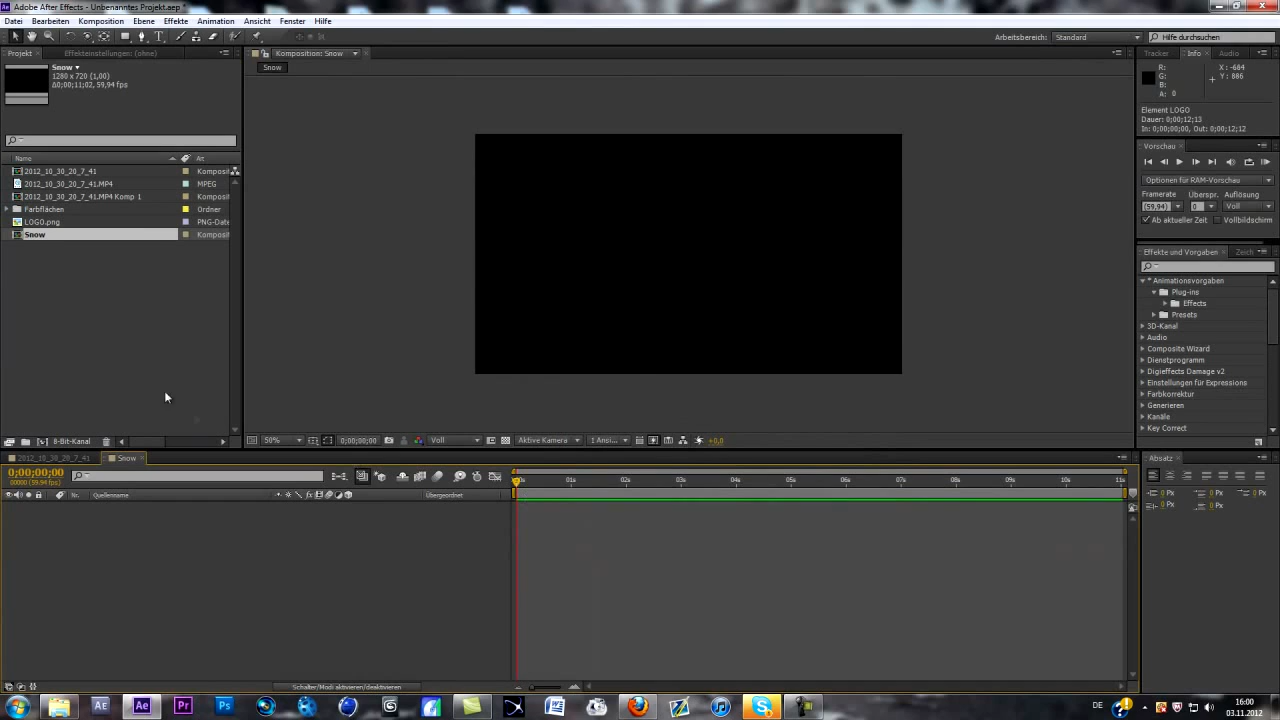 Adobe After Effects - Unbenanntes Projekt.aep *
Datei Bearbeiten Komposition Ebene Effekte Animation Ansicht Fenster Hilfe
Arbeitsbereich: Standard Hilfe durchsuchen
Projekt Effekteinstellungen: (ohne)
Komposition: Snow
Tracker Info Audio
Snow
1280 x 720 (1,00)
Δ0;00;11;02, 59,94 fps
Snow
R:
G:
B:
A: 0
X : -684
Y : 886
Element LOGO
Dauer: 0;00;12;13
In: 0;00;00;00, Out: 0;00;12;12
Name Art
2012_10_30_20_7_41 Komposit
2012_10_30_20_7_41.MP4 MPEG
2012_10_30_20_7_41.MP4 Komp 1 Komposit
Farbflächen Ordner
LOGO.png PNG-Date
Snow Komposit
Vorschau
Optionen für RAM-Vorschau
Framerate Überspr. Auflösung
(59,94) 0 Voll
Ab aktueller Zeit Vollbildschirm
Effekte und Vorgaben Zeich
* Animationsvorgaben
Plug-ins
Effects
Presets
3D-Kanal
Audio
Composite Wizard
Dienstprogramm
Digieffects Damage v2
Einstellungen für Expressions
Farbkorrektur
Generieren
Kanäle
Key Correct
8-Bit-Kanal
50% 0;00;00;00 Voll Aktive Kamera 1 Ansi... +0,0
2012_10_30_20_7_41 Snow
0;00;00;00
00000 (59.94 fps)
Nr. Quellenname Übergeordnet
00s 01s 02s 03s 04s 05s 06s 07s 08s 09s 10s 11s
Absatz
0 Px 0 Px 0 Px
0 Px 0 Px
Schalter/Modi aktivieren/deaktivieren
DE
16:00
03.11.2012